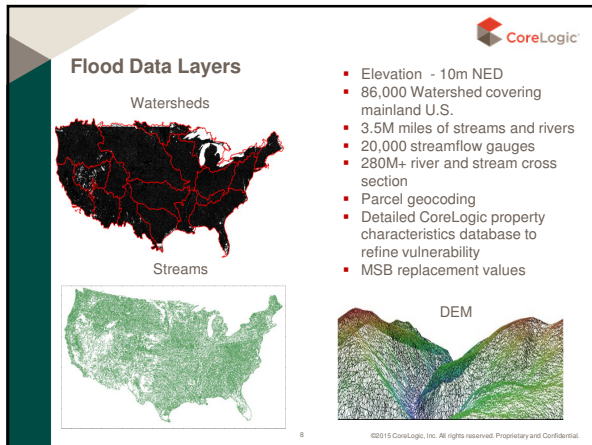 CoreLogic
Flood Data Layers
Watersheds
Streams
▪ Elevation - 10m NED
▪ 86,000 Watershed covering
mainland U.S.
▪ 3.5M miles of streams and rivers
▪ 20,000 streamflow gauges
▪ 280M+ river and stream cross
section
▪ Parcel geocoding
▪ Detailed CoreLogic property
characteristics database to
refine vulnerability
▪ MSB replacement values
DEM
8
©2015 CoreLogic, Inc. All rights reserved. Proprietary and Confidential.